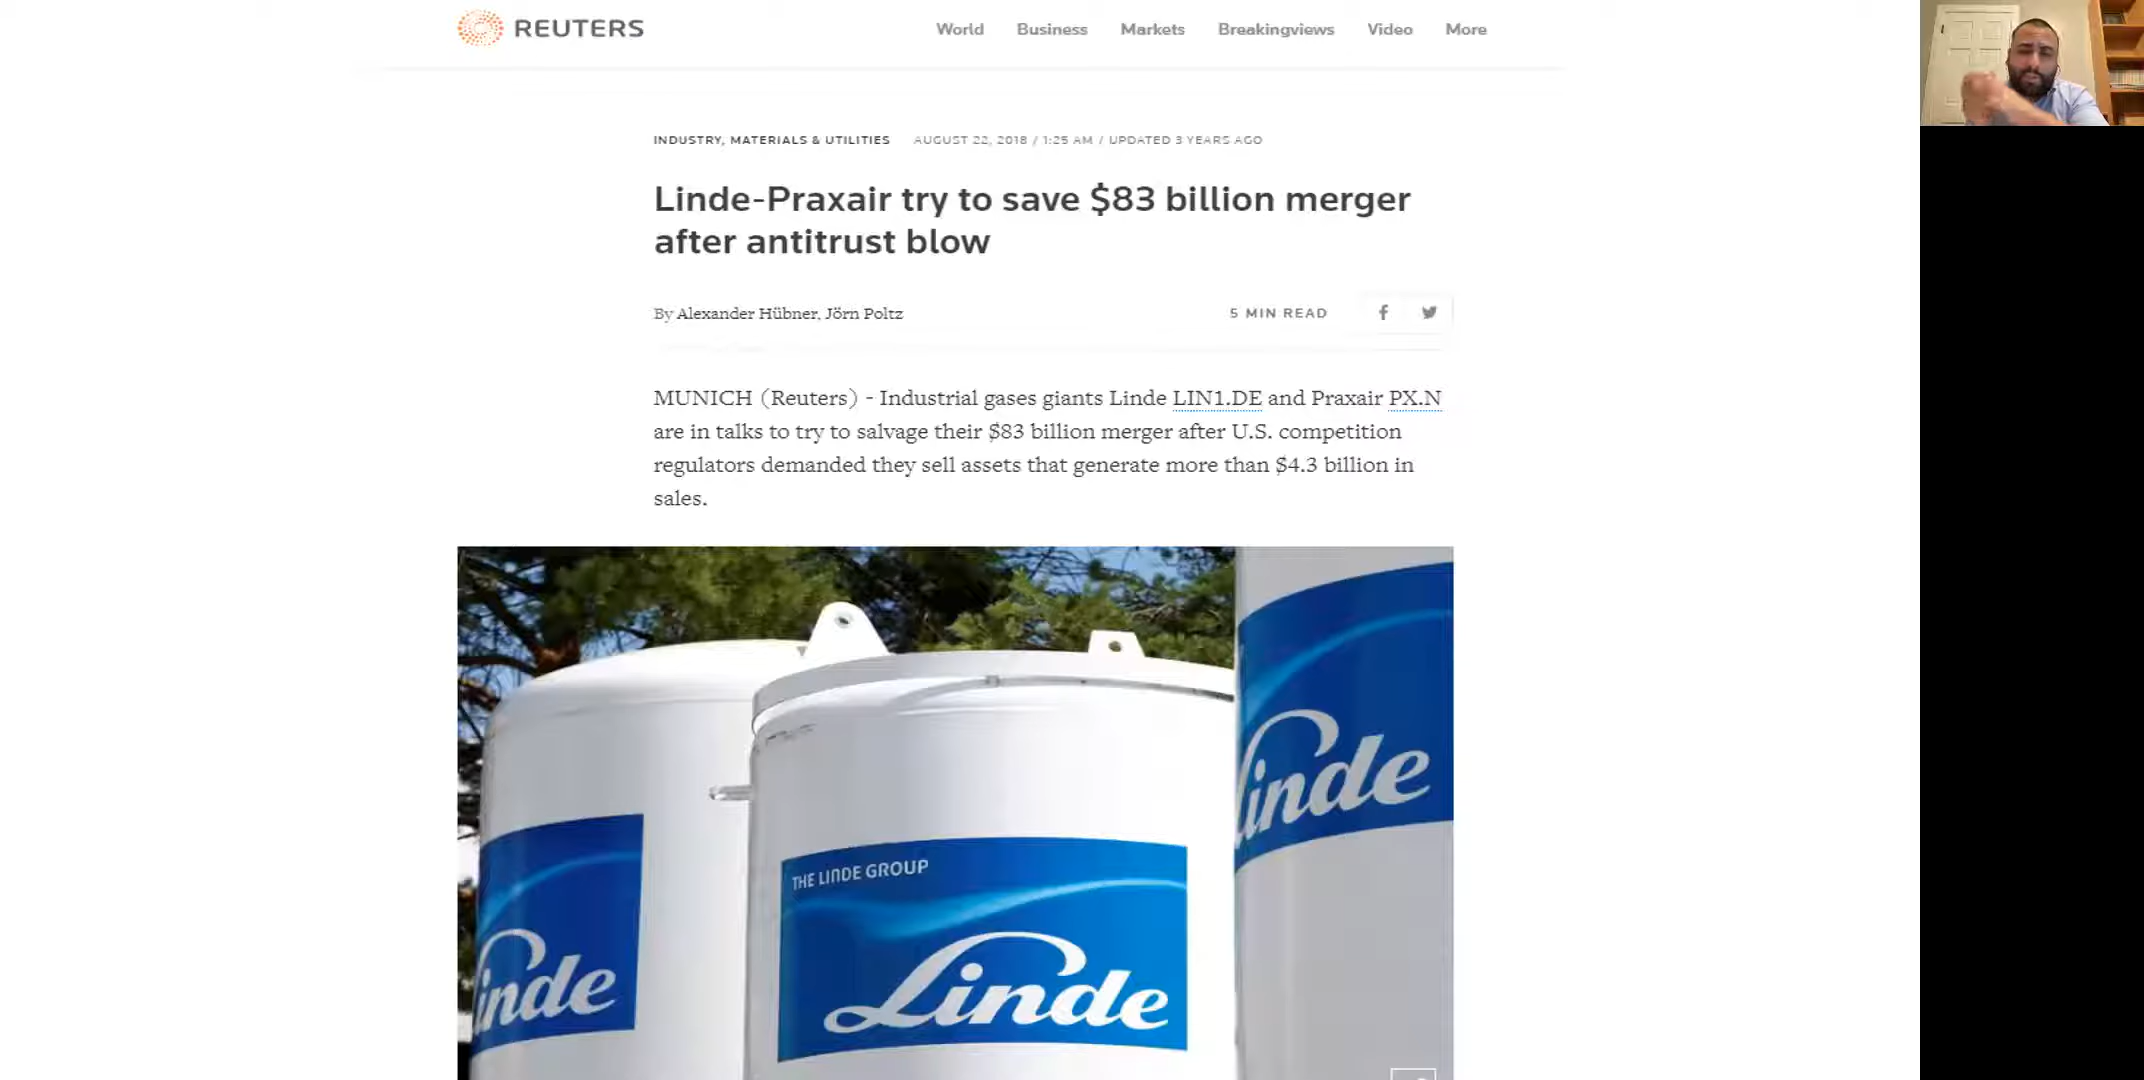 REUTERS
World Business Markets Breakingviews Video More
INDUSTRY, MATERIALS & UTILITIES AUGUST 22, 2018 / 1:25 AM / UPDATED 3 YEARS AGO
Linde-Praxair try to save $83 billion merger
after antitrust blow
By Alexander Hübner, Jörn Poltz
5 MIN READ
MUNICH (Reuters) - Industrial gases giants Linde LIN1.DE and Praxair PX.N
are in talks to try to salvage their $83 billion merger after U.S. competition
regulators demanded they sell assets that generate more than $4.3 billion in
sales.
Linde
THE LINDE GROUP
Linde
Linde